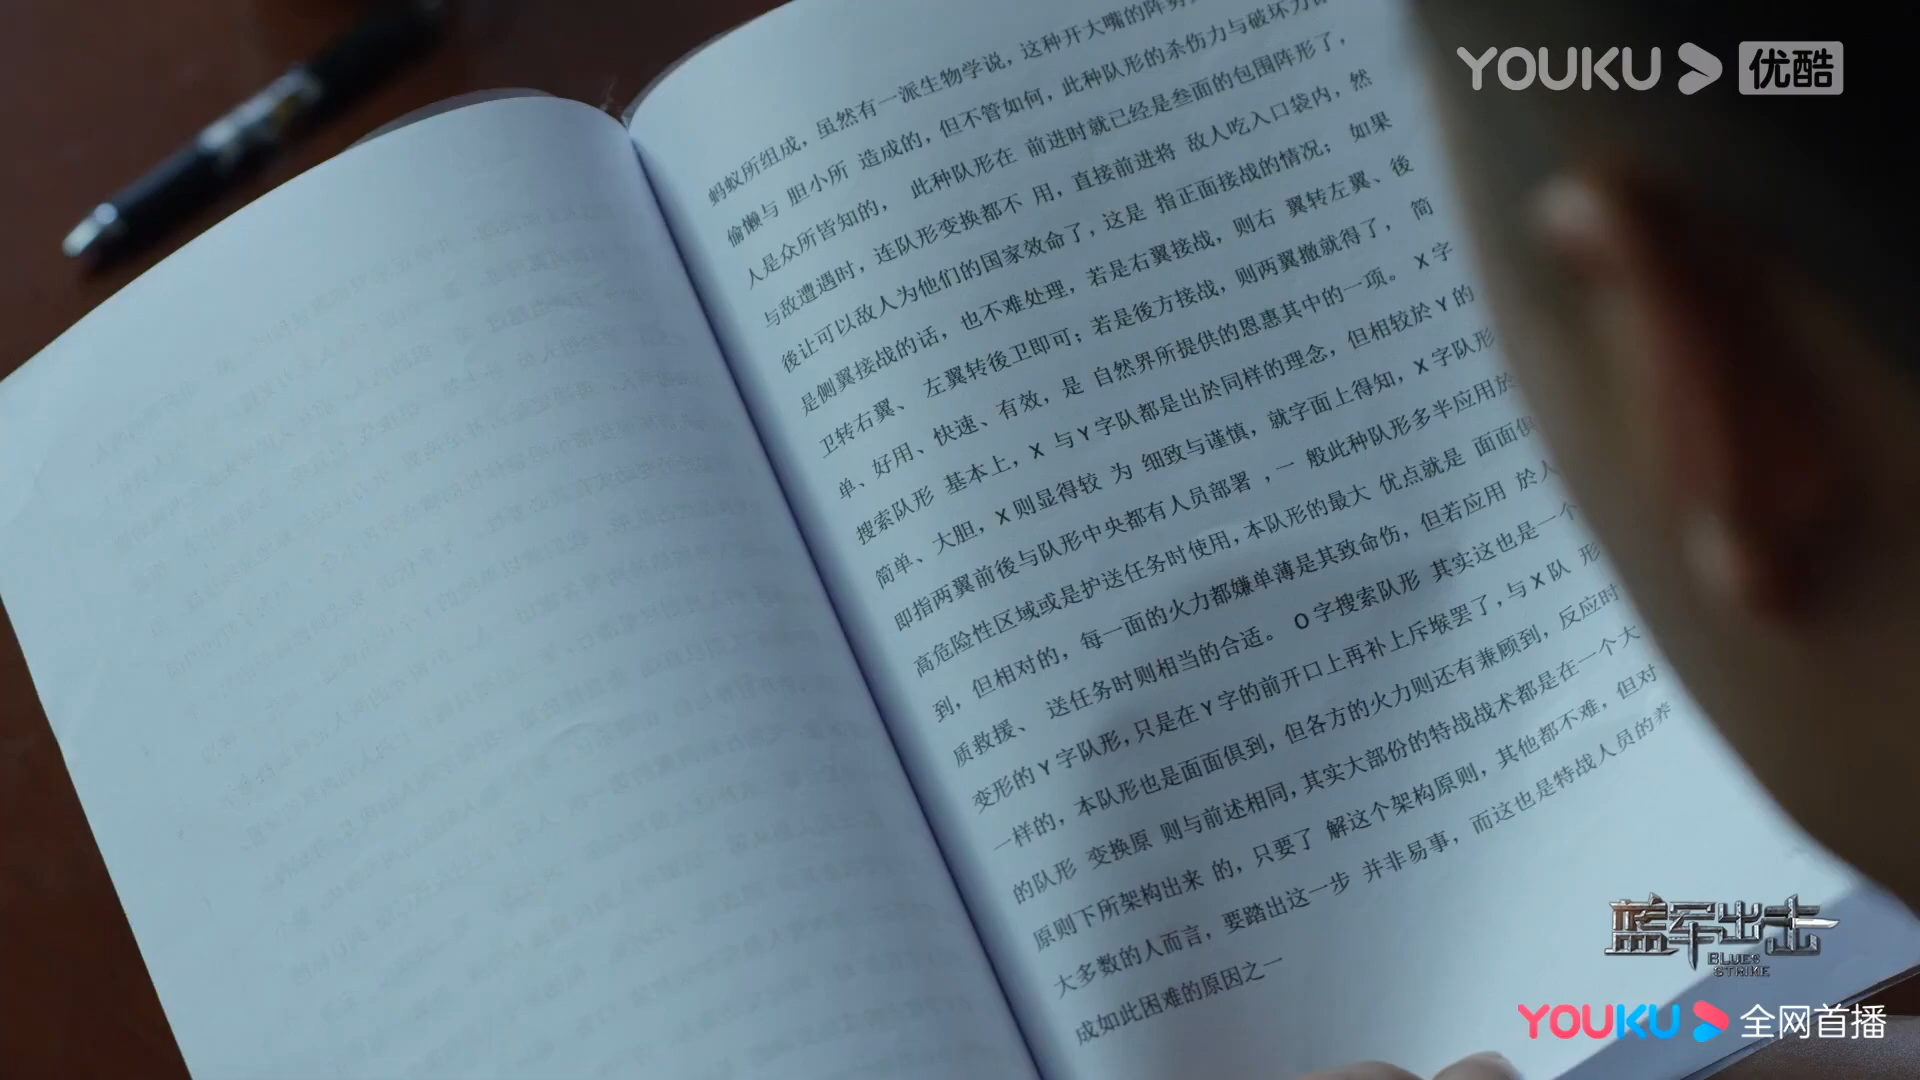 YOUKU 优酷
蚂蚁所组成，虽然有一派生物学说，这种开大嘴的阵势
偷懒与 胆小所 造成的，但不管如何，此种队形的杀伤力与破坏力
人是众所皆知的， 此种队形在 前进时就已经是叁面的包围阵形了，
与敌遭遇时，连队形变换都不 用，直接前进将 敌人吃入口袋内，然
後让可以敌人为他们的国家效命了，这是 指正面接战的情况； 如果
是侧翼接战的话，也不难处理，若是右翼接战，则右 翼转左翼、後
卫转右翼、 左翼转後卫即可；若是後方接战，则两翼撤就得了， 简
单、好用、快速、有效，是 自然界所提供的恩惠其中的一项。 X 字
搜索队形 基本上，X 与 Y 字队都是出於同样的理念，但相较於 Y 的
简单、大胆，X 则显得较 为 细致与谨慎，就字面上得知，X 字队形
即指两翼前後与队形中央都有人员部署 ，一 般此种队形多半应用於
高危险性区域或是护送任务时使用，本队形的最大 优点就是 面面俱
到，但相对的，每一面的火力都嫌单薄是其致命伤，但若应用 於人
质救援、 送任务时则相当的合适。 O 字搜索队形 其实这也是一个
变形的 Y 字队形，只是在 Y 字的前开口上再补上斥堠罢了，与 X 队 形
一样的，本队形也是面面俱到，但各方的火力则还有兼顾到，反应时
的队形 变换原 则与前述相同，其实大部份的特战战术都是在一个大
原则下所架构出来 的，只要了 解这个架构原则，其他都不难，但对
大多数的人而言，要踏出这一步 并非易事，而这也是特战人员的养
成如此困难的原因之一
蓝军出击
BLUES
STRIKE
YOUKU 全网首播